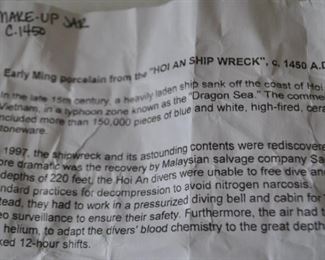 MAKE-UP JAR
C. 1450
Early Ming porcelain from the "HOI AN SHIP WRECK", c. 1450 A.D
In the late 15th century, a heavily laden ship sank off the coast of Hoi
Vietnam, in a typhoon zone known as the "Dragon Sea." The
included more than 150,000 pieces of blue and white, high-fired,
stoneware.
1997, the shipwreck and its astounding contents were rediscovere
ore dramatic was the recovery by Malaysian salvage company Sa
depths of 220 feet, the Hoi An divers were unable to free dive and
ndard practices for decompression to avoid nitrogen narcosis.
tead, they had to work in a pressurized diving bell and cabin for
eo surveillance to ensure their safety. Furthermore, the air had t
helium, to adapt the divers' blood chemistry to the great depth
ked 12-hour shifts.